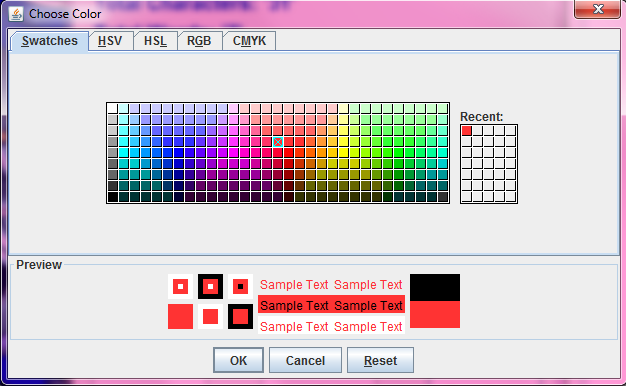 Choose Color
Swatches HSV HSL RGB CMYK
Recent:
Preview
Sample Text Sample Text
Sample Text Sample Text
Sample Text Sample Text
OK Cancel Reset